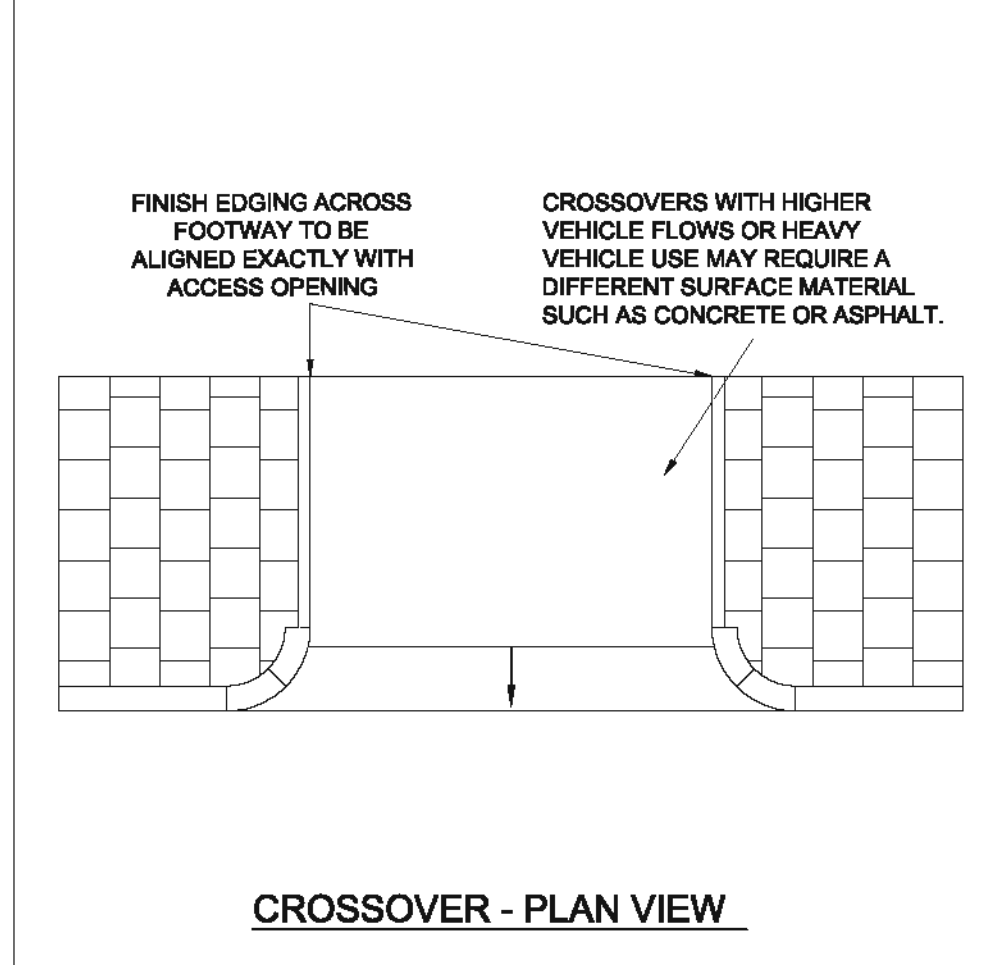 FINISH EDGING ACROSS
FOOTWAY TO BE
ALIGNED EXACTLY WITH
ACCESS OPENING
CROSSOVERS WITH HIGHER
VEHICLE FLOWS OR HEAVY
VEHICLE USE MAY REQUIRE A
DIFFERENT SURFACE MATERIAL
SUCH AS CONCRETE OR ASPHALT.
CROSSOVER - PLAN VIEW